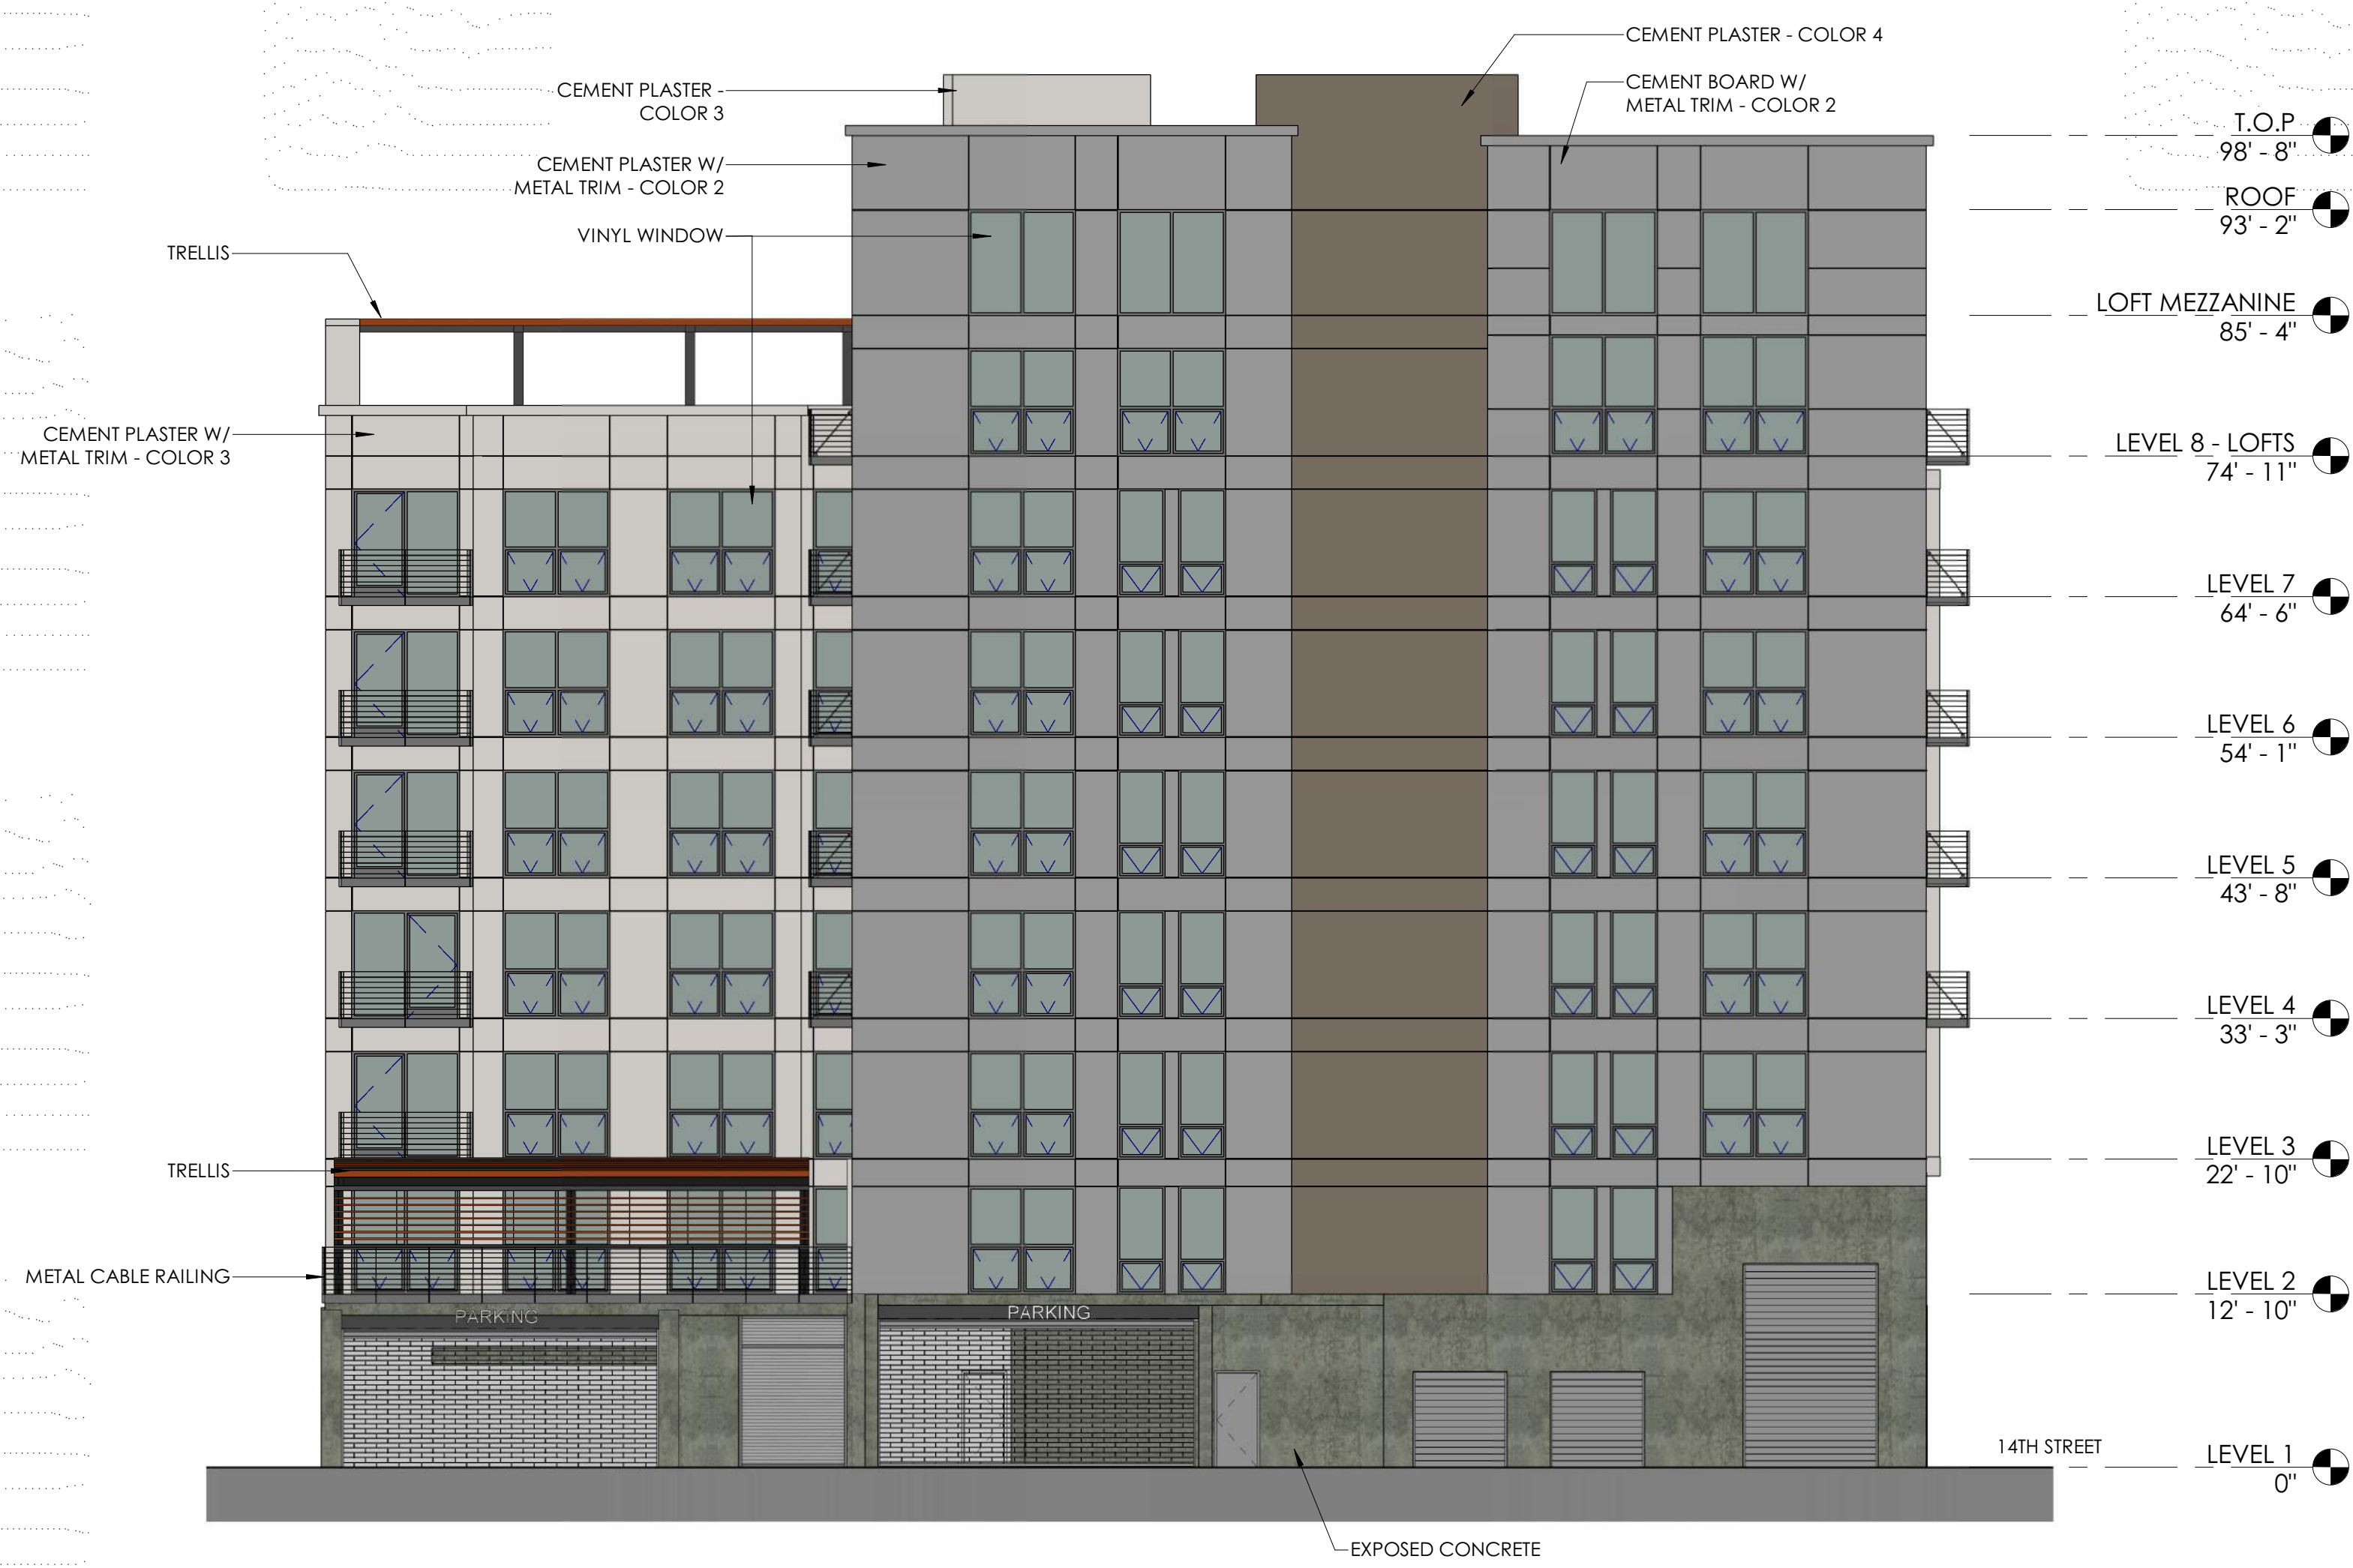 CEMENT PLASTER - COLOR 4
CEMENT PLASTER -
COLOR 3
CEMENT BOARD W/
METAL TRIM - COLOR 2
T.O.P
98' - 8"
CEMENT PLASTER W/
METAL TRIM - COLOR 2
ROOF
93' - 2"
VINYL WINDOW
TRELLIS
LOFT MEZZANINE
85' - 4"
CEMENT PLASTER W/
METAL TRIM - COLOR 3
LEVEL 8 - LOFTS
74' - 11"
LEVEL 7
64' - 6"
LEVEL 6
54' - 1"
LEVEL 5
43' - 8"
LEVEL 4
33' - 3"
LEVEL 3
22' - 10"
TRELLIS
METAL CABLE RAILING
LEVEL 2
12' - 10"
PARKING
PARKING
14TH STREET
LEVEL 1
0"
EXPOSED CONCRETE